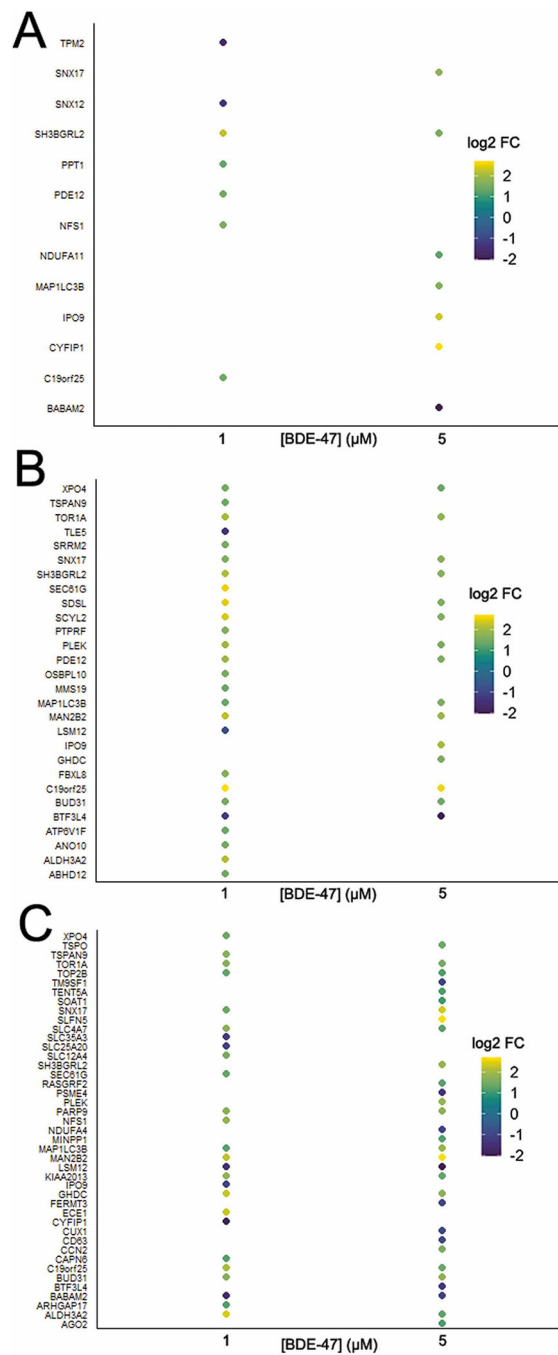 A
TPM2
SNX17
SNX12
SH3BGRL2
PPT1
PDE12
NFS1
NDUFA11
MAP1LC3B
IPO9
CYFIP1
C19orf25
BABAM2
log2 FC
2
1
0
-1
-2
1 [BDE-47] (µM) 5
B
XPO4
TSPAN9
TOR1A
TLE5
SRRM2
SNX17
SH3BGRL2
SEC61G
SDSL
SCYL2
PTPRF
PLEK
PDE12
OSBPL10
MMS19
MAP1LC3B
MAN2B2
LSM12
IPO9
GHDC
FBXL8
C19orf25
BUD31
BTF3L4
ATP6V1F
ANO10
ALDH3A2
ABHD12
log2 FC
2
1
0
-1
-2
1 [BDE-47] (µM) 5
C
XPO4
TSPO
TSPAN9
TOR1A
TOP2B
TM9SF1
TENT5A
SOAT1
SNX17
SLFN5
SLC4A7
SLC35A3
SLC25A20
SLC12A4
SH3BGRL2
SEC61G
RASGRF2
PSME4
PLEK
PARP9
NFS1
NDUFA4
MINPP1
MAP1LC3B
MAN2B2
LSM12
KIAA2013
IPO9
GHDC
FERMT3
ECE1
CYFIP1
CUX1
CD63
CCN2
CAPN6
C19orf25
BUD31
BTF3L4
BABAM2
ARHGAP17
ALDH3A2
AGO2
log2 FC
2
1
0
-1
-2
1 [BDE-47] (µM) 5